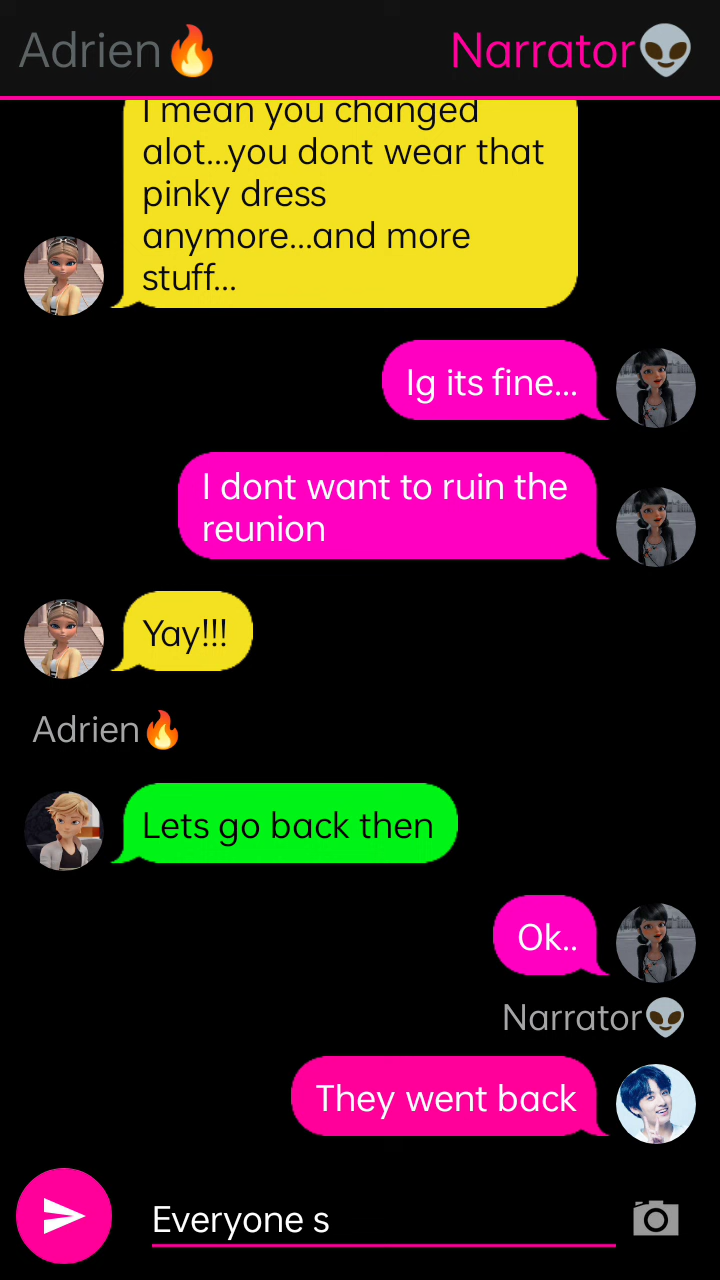 Adrien🔥 Narrator👽
I mean you changed
alot...you dont wear that
pinky dress
anymore...and more
stuff...
Ig its fine...
I dont want to ruin the
reunion
Yay!!!
Adrien🔥
Lets go back then
Ok..
Narrator👽
They went back
Everyone s